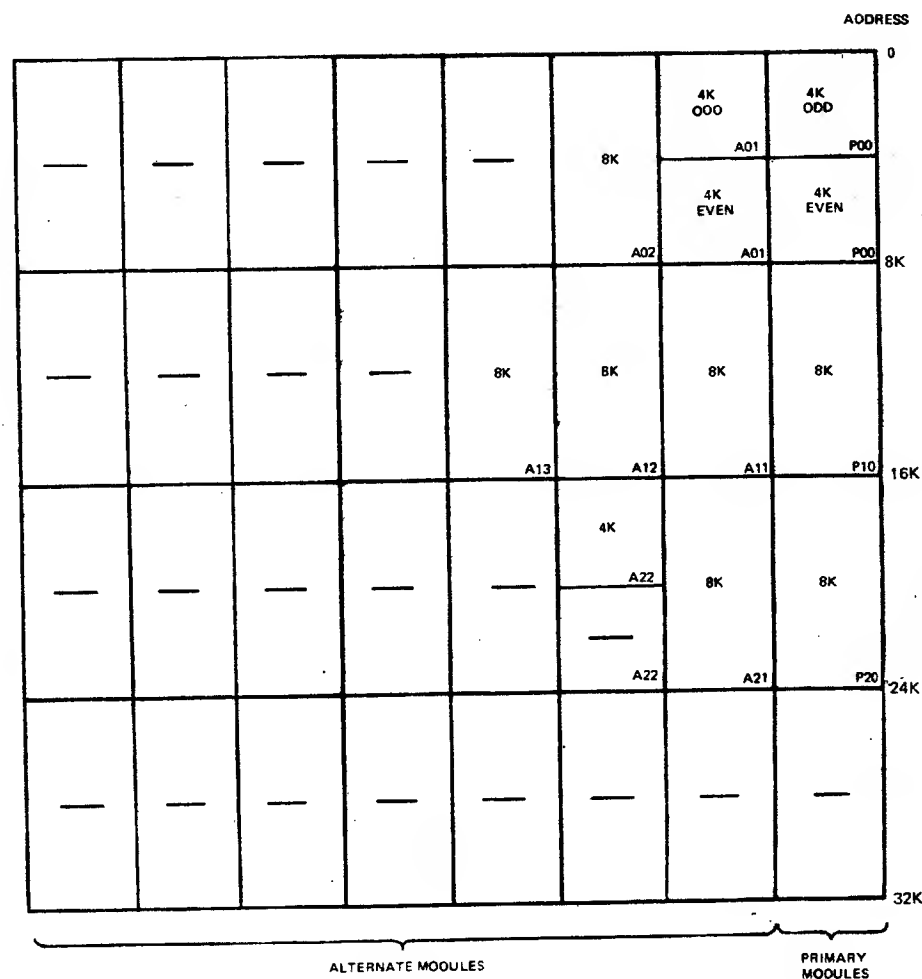 AODRESS
0
4K
OOO
4K
ODD
A01
P00
8K
4K
EVEN
4K
EVEN
A02
A01
P00
8K
8K
8K
8K
8K
A13
A12
A11
P10
16K
4K
A22
8K
8K
A22
A21
P20
24K
32K
ALTERNATE MOOULES
PRIMARY
MODULES